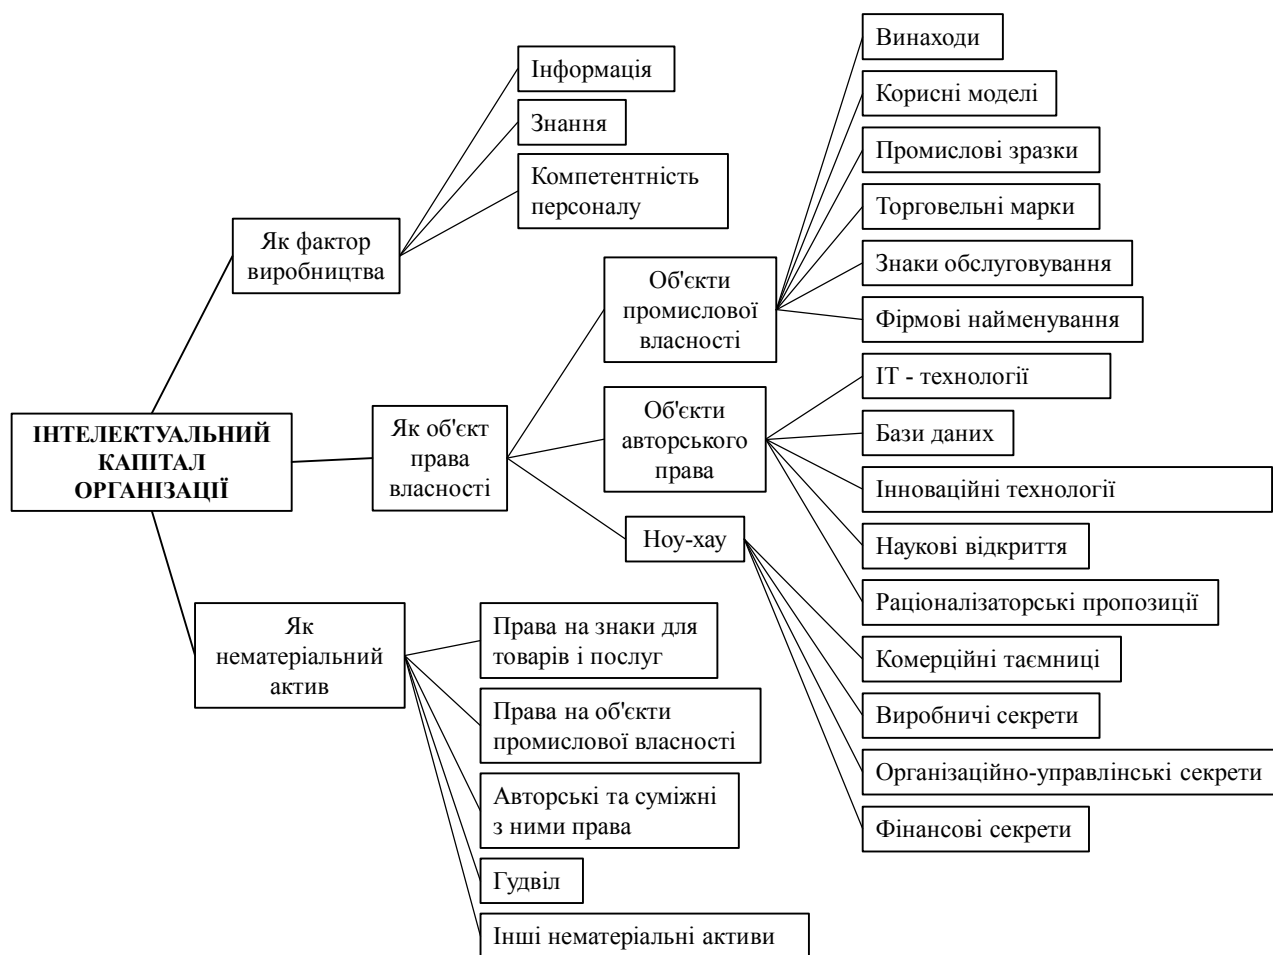 ІНТЕЛЕКТУАЛЬНИЙ
КАПІТАЛ
ОРГАНІЗАЦІЇ
Як фактор
виробництва
Інформація
Знання
Компетентність
персоналу
Як об'єкт
права
власності
Об'єкти
промислової
власності
Винаходи
Корисні моделі
Промислові зразки
Торговельні марки
Знаки обслуговування
Фірмові найменування
Об'єкти
авторського
права
ІТ - технології
Бази даних
Інноваційні технології
Наукові відкриття
Раціоналізаторські пропозиції
Ноу-хау
Комерційні таємниці
Виробничі секрети
Організаційно-управлінські секрети
Фінансові секрети
Як
нематеріальний
актив
Права на знаки для
товарів і послуг
Права на об'єкти
промислової власності
Авторські та суміжні
з ними права
Гудвіл
Інші нематеріальні активи